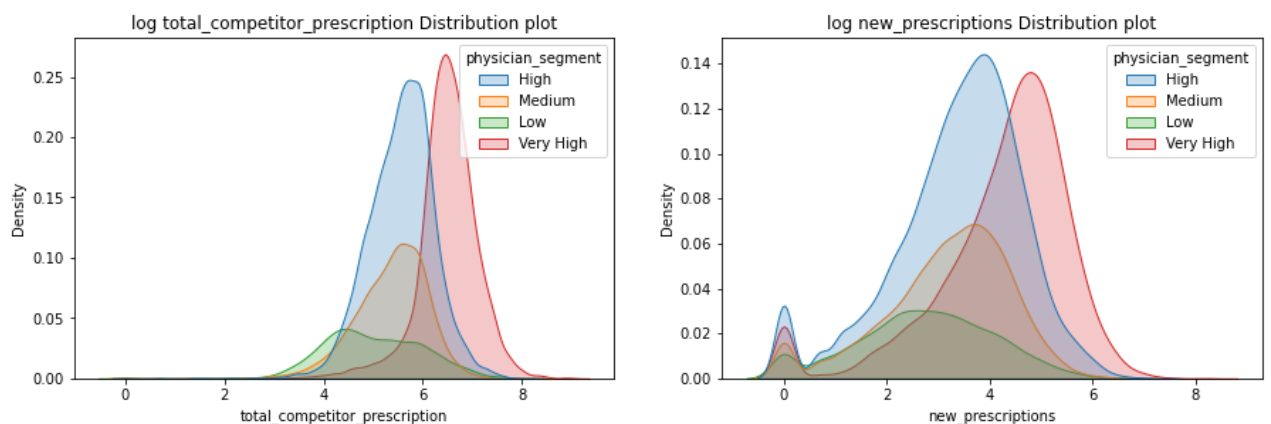 log total_competitor_prescription Distribution plot
physician_segment
High
Medium
Low
Very High
0.25
0.20
0.15
0.10
0.05
0.00
Density
0 2 4 6 8
total_competitor_prescription
log new_prescriptions Distribution plot
physician_segment
High
Medium
Low
Very High
0.14
0.12
0.10
0.08
0.06
0.04
0.02
0.00
Density
0 2 4 6 8
new_prescriptions